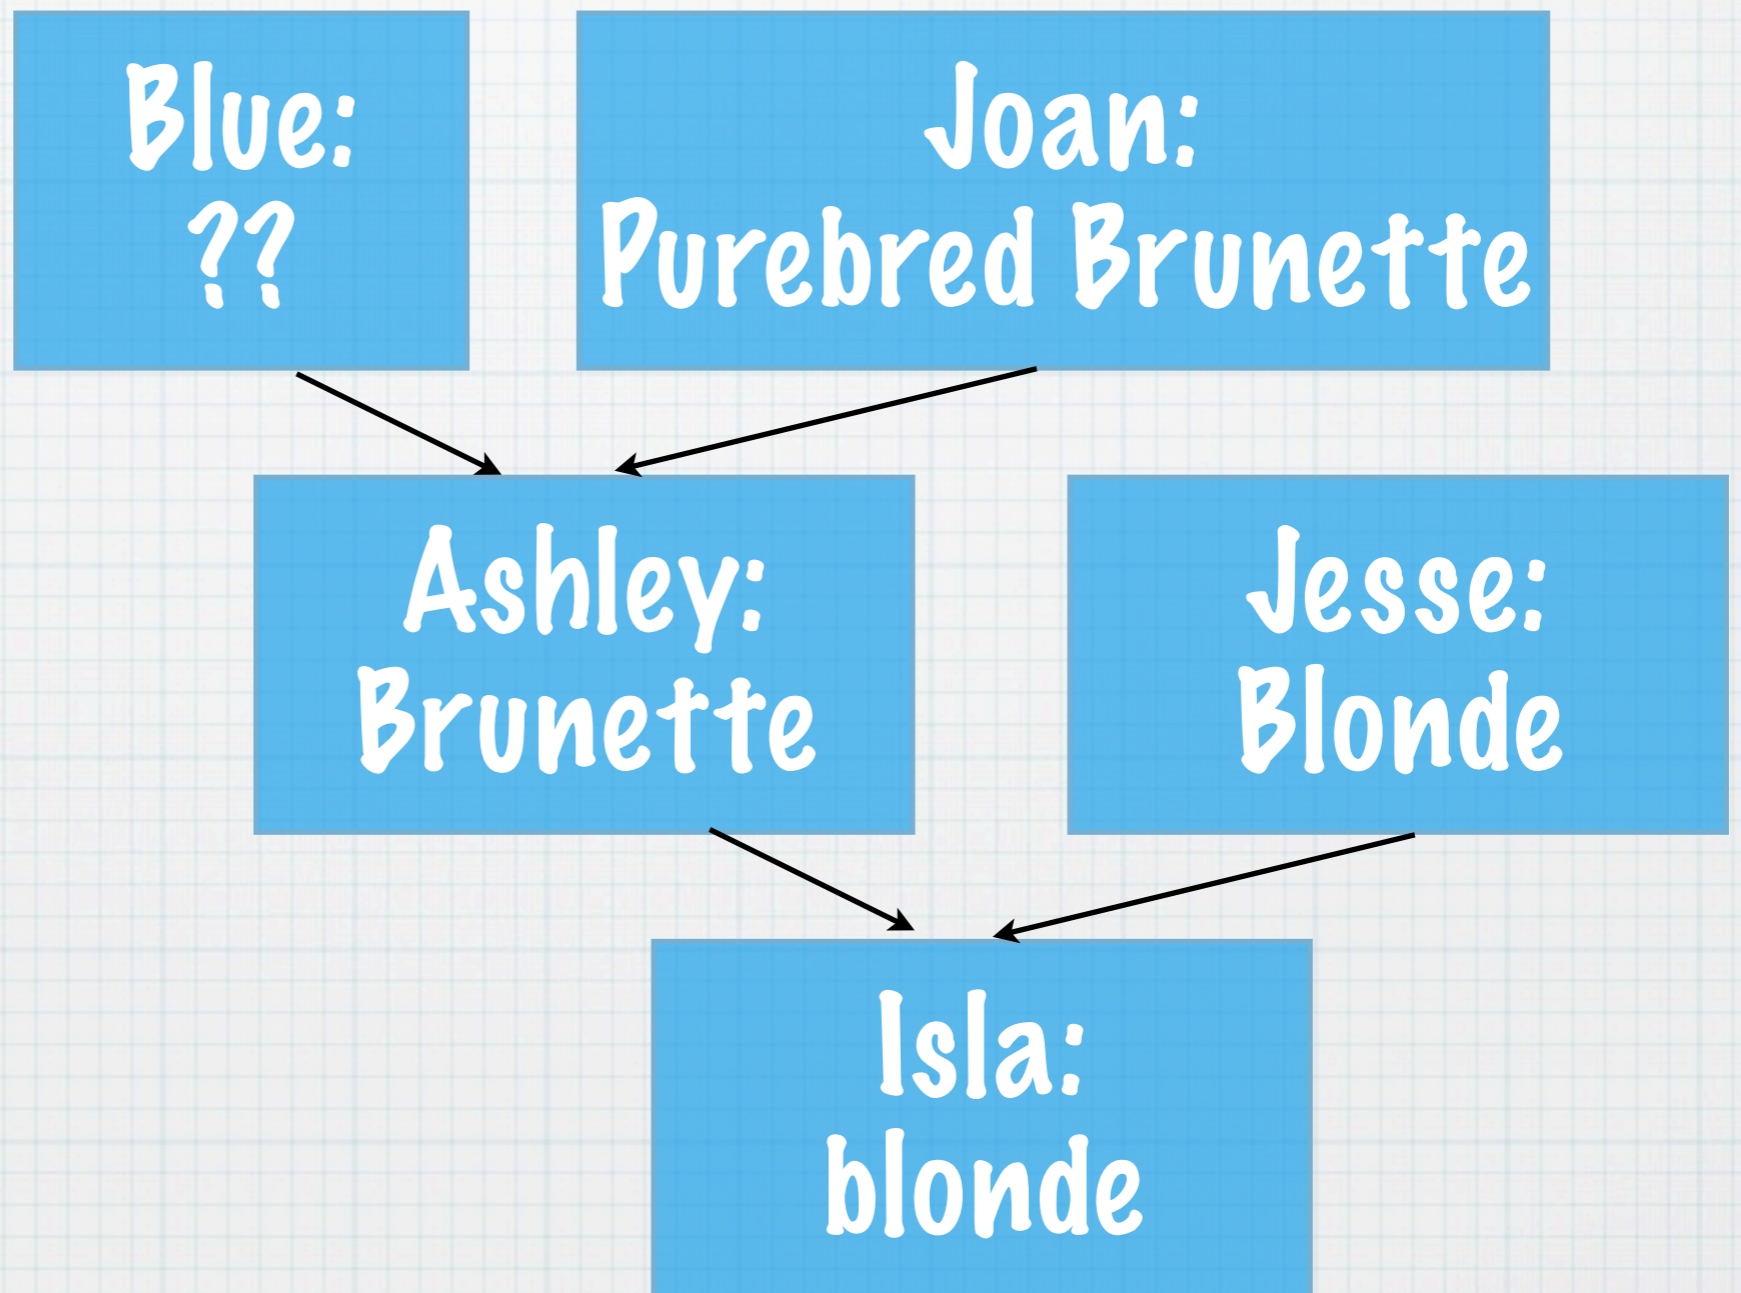 Blue:
??
Joan:
Purebred Brunette
Ashley:
Brunette
Jesse:
Blonde
Isla:
blonde